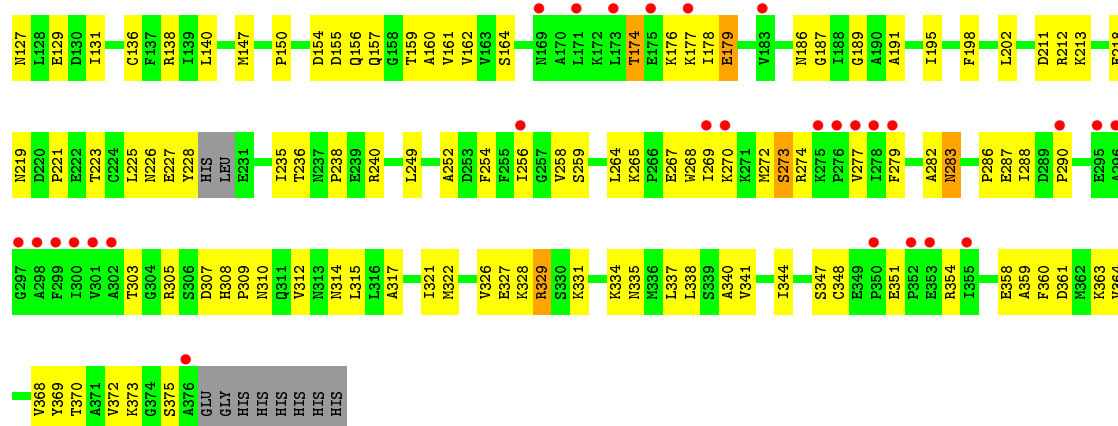 N127 L128 E129 D130 I131 C136 F137 R138 I139 L140 M147 P150 D154 D155 Q156 Q157 G158 T159 A160 V161 V162 V163 S164 N169 A170 L171 K172 L173 T174 E175 K176 K177 I178 E179 V183 N186 G187 I188 G189 A190 A191 I195 F198 L202 D211 R212 K213
N219 D220 P221 E222 T223 C224 L225 N226 E227 Y228 HIS LEU E231 I235 T236 N237 P238 E239 R240 L249 A252 D253 F254 F255 I256 G257 V258 S259 L264 K265 P266 E267 W268 I269 K270 K271 M272 S273 R274 K275 P276 V277 I278 F279 A282 N283 P286 E287 I288 D289 P290 E295
G297 A298 F299 I300 V301 A302 T303 G304 R305 S306 D307 H308 P309 N310 Q311 V312 N313 N314 L315 L316 A317 I321 M322 V326 E327 K328 R329 S330 K331 K334 N335 M336 L337 L338 S339 A340 V341 I344 S347 C348 E349 P350 E351 P352 E353 R354 I355 E358 A359 F360 D361 M362 K363
V368 Y369 T370 A371 V372 K373 G374 S375 A376 GLU GLY HIS HIS HIS HIS HIS HIS